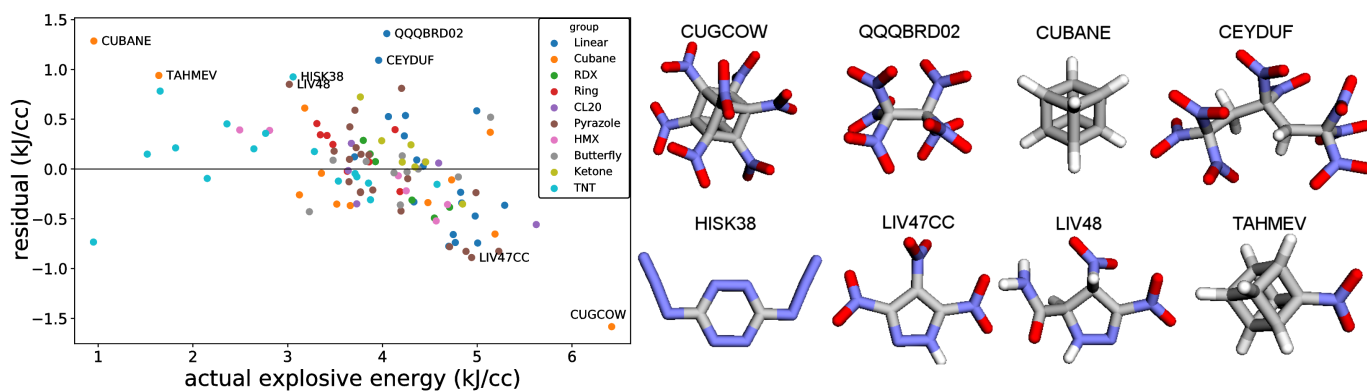 1.5
1.0
0.5
0.0
−0.5
−1.0
−1.5
residual (kJ/cc)
1 2 3 4 5 6
actual explosive energy (kJ/cc)
CUBANE
TAHMEV
HISK38
LIV48
QQQBRD02
CEYDUF
LIV47CC
CUGCOW
group
Linear
Cubane
RDX
Ring
CL20
Pyrazole
HMX
Butterfly
Ketone
TNT
CUGCOW QQQBRD02 CUBANE CEYDUF
HISK38 LIV47CC LIV48 TAHMEV